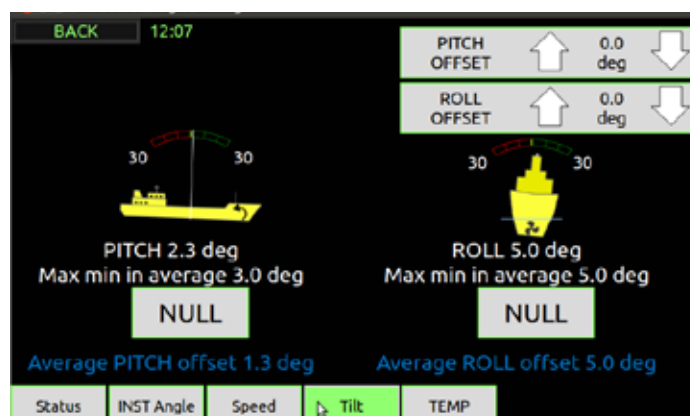 BACK 12:07
PITCH OFFSET 0.0 deg
ROLL OFFSET 0.0 deg
30 30
30 30
PITCH 2.3 deg
Max min in average 3.0 deg
NULL
Average PITCH offset 1.3 deg
ROLL 5.0 deg
Max min in average 5.0 deg
NULL
Average ROLL offset 5.0 deg
Status INST Angle Speed Tilt TEMP